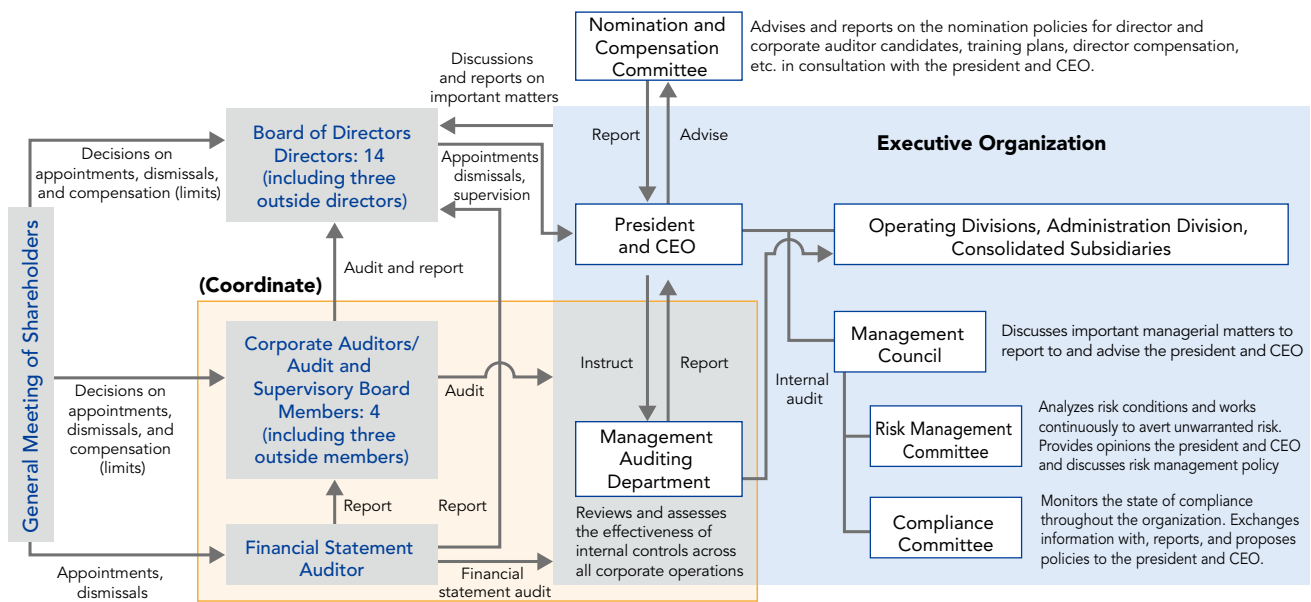 Nomination and
Compensation
Committee
Advises and reports on the nomination policies for director and
corporate auditor candidates, training plans, director compensation,
etc. in consultation with the president and CEO.
Discussions
and reports on
important matters
Board of Directors
Directors: 14
(including three
outside directors)
Decisions on
appointments, dismissals,
and compensation (limits)
Appointments
dismissals,
supervision
Report
Advise
Executive Organization
President
and CEO
Operating Divisions, Administration Division,
Consolidated Subsidiaries
General Meeting of Shareholders
Audit and report
(Coordinate)
Corporate Auditors/
Audit and
Supervisory Board
Members: 4
(including three
outside members)
Decisions on
appointments,
dismissals, and
compensation
(limits)
Audit
Instruct
Report
Internal
audit
Management
Council
Discusses important managerial matters to
report to and advise the president and CEO
Risk Management
Committee
Analyzes risk conditions and works
continuously to avert unwarranted risk.
Provides opinions the president and CEO
and discusses risk management policy
Management
Auditing
Department
Reviews and assesses
the effectiveness of
internal controls across
all corporate operations
Report
Report
Financial Statement
Auditor
Appointments,
dismissals
Financial
statement audit
Compliance
Committee
Monitors the state of compliance
throughout the organization. Exchanges
information with, reports, and proposes
policies to the president and CEO.